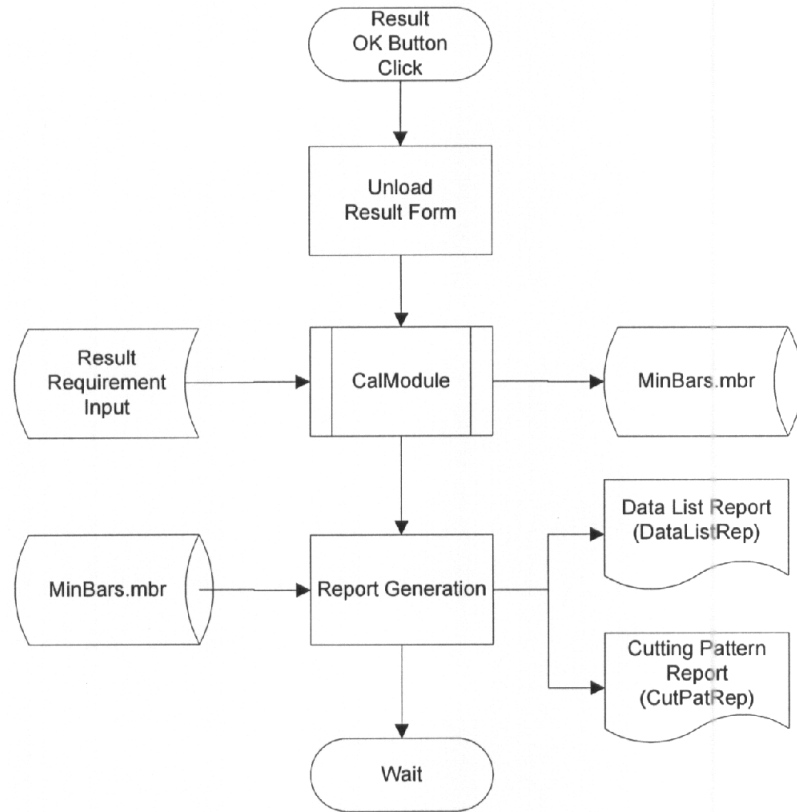 Result
OK Button
Click
Unload
Result Form
Result
Requirement
Input
CalModule
MinBars.mbr
MinBars.mbr
Report Generation
Data List Report
(DataListRep)
Cutting Pattern
Report
(CutPatRep)
Wait